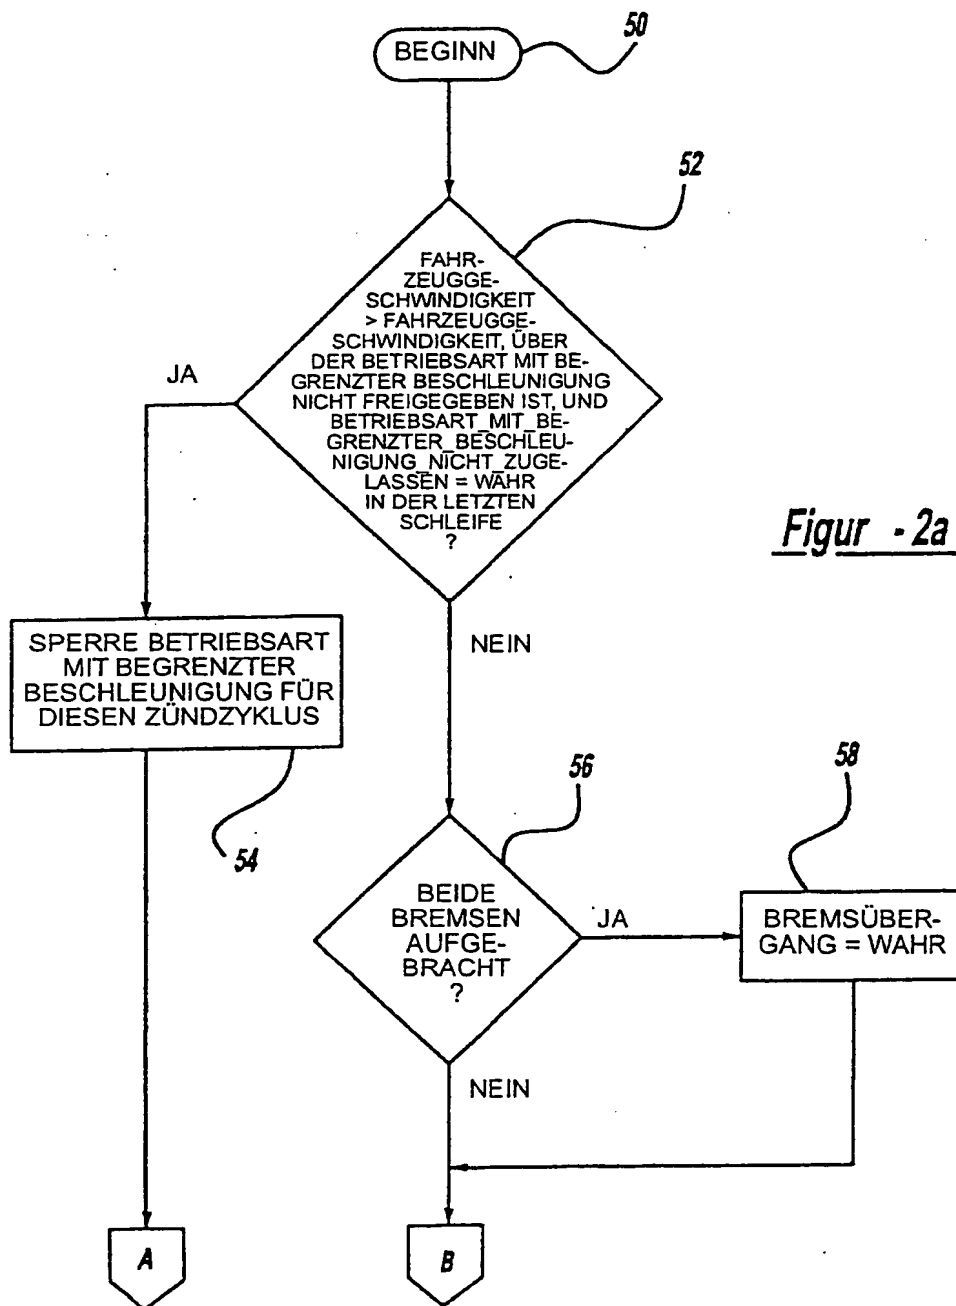 BEGINN
50
52
FAHR-
ZEUGGE-
SCHWINDIGKEIT
> FAHRZEUGGE-
SCHWINDIGKEIT, ÜBER
DER BETRIEBSART MIT BE-
GRENZTER BESCHLEUNIGUNG
NICHT FREIGEGEBEN IST, UND
BETRIEBSART_MIT_BE-
GRENZTER_BESCHLEU-
NIGUNG_NICHT_ZUGE-
LASSEN = WAHR
IN DER LETZTEN
SCHLEIFE
?
JA
Figur - 2a
NEIN
SPERRE BETRIEBSART
MIT BEGRENZTER
BESCHLEUNIGUNG FÜR
DIESEN ZÜNDZYKLUS
54
56
58
BEIDE
BREMSEN
AUFGE-
BRACHT
?
JA
BREMSÜBER-
GANG = WAHR
NEIN
A
B